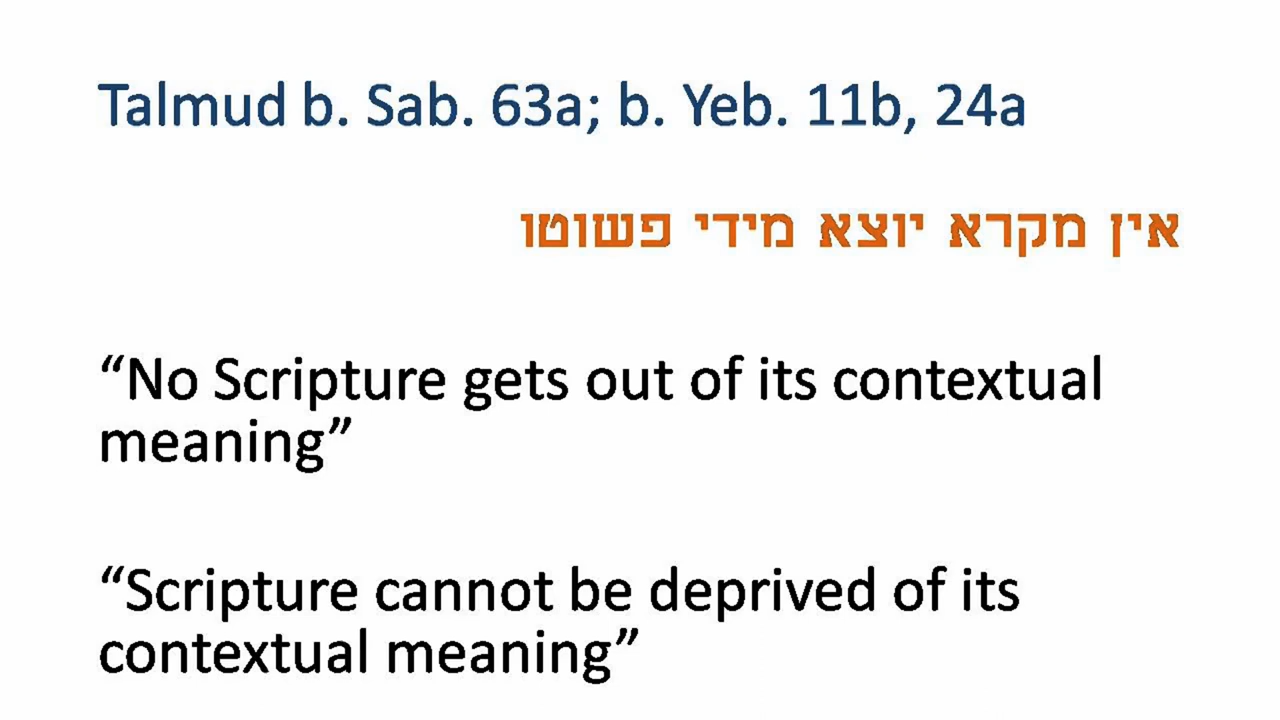 Talmud b. Sab. 63a; b. Yeb. 11b, 24a
אין מקרא יוצא מידי פשוטו
“No Scripture gets out of its contextual
meaning”
“Scripture cannot be deprived of its
contextual meaning”